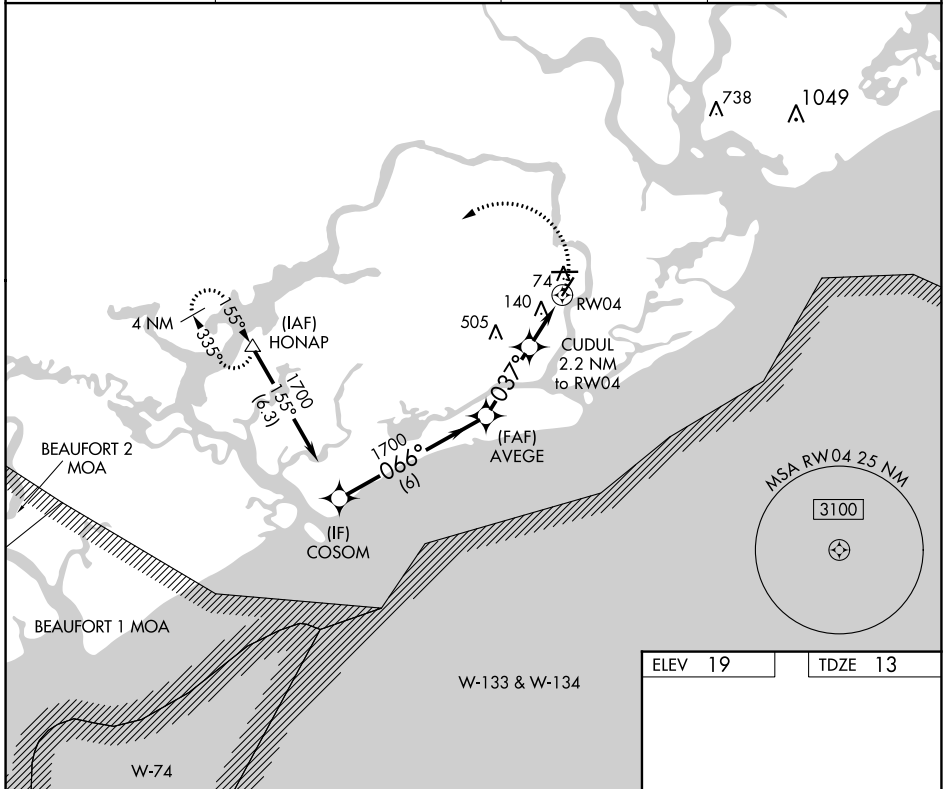 738
1049
74
RW04
140
505
CUDUL
2.2 NM
to RW04
4 NM
155°
335°
(IAF)
HONAP
1700
155°
(6.3)
037°
1700
066°
(6)
(FAF)
AVEGE
(IF)
COSOM
BEAUFORT 2
MOA
BEAUFORT 1 MOA
MSA RW04 25 NM
3100
W-133 & W-134
W-74
ELEV 19
TDZE 13